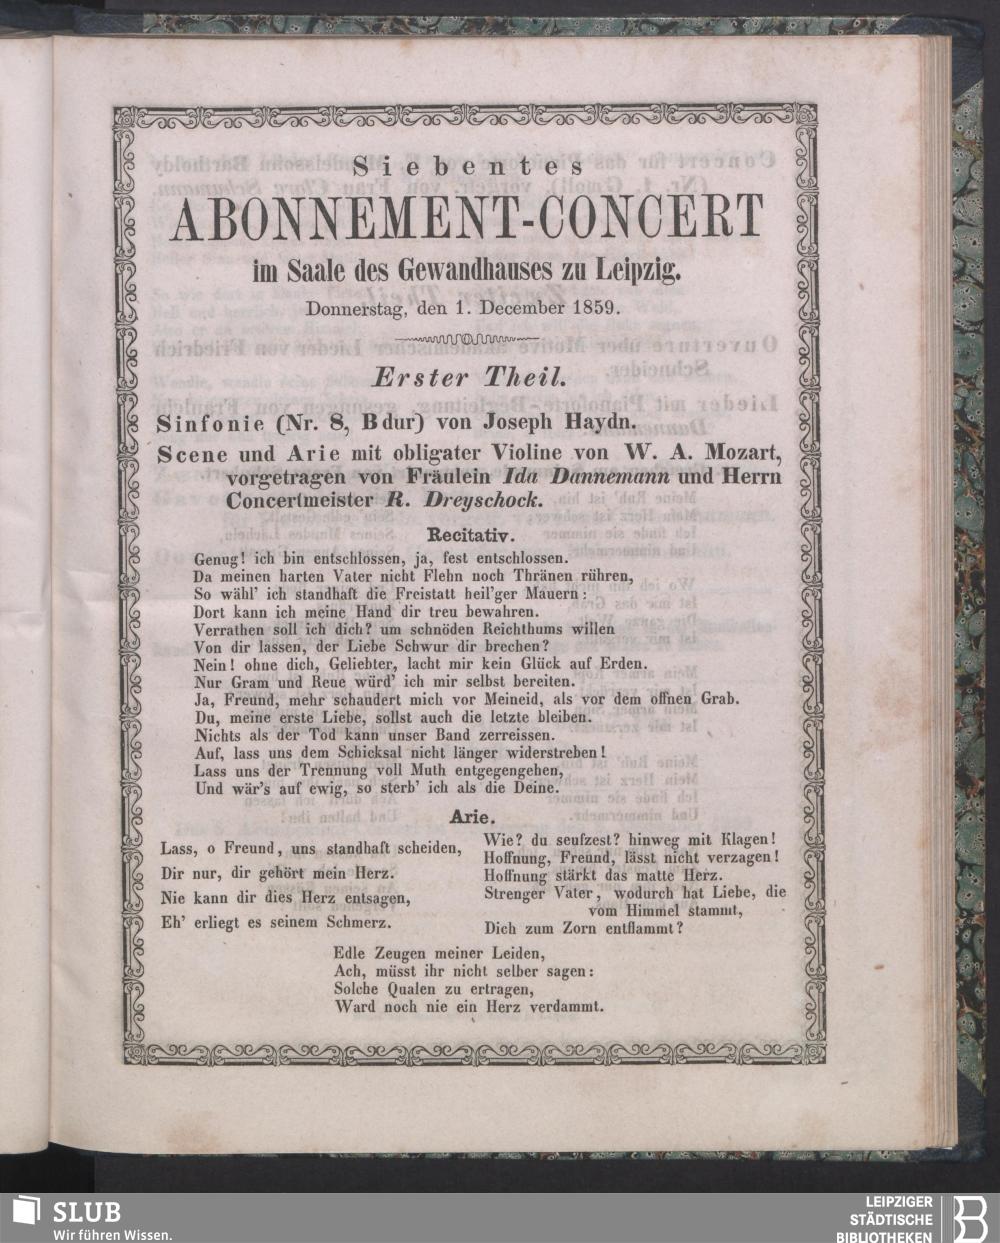 Siebentes
ABONNEMENT-CONCERT
im Saale des Gewandhauses zu Leipzig.
Donnerstag, den 1. December 1859.
Erster Theil.
Sinfonie (Nr. 8, B dur) von Joseph Haydn.
Scene und Arie mit obligater Violine von W. A. Mozart,
vorgetragen von Fräulein Ida Dannemann und Herrn
Concertmeister R. Dreyschock.
Recitativ.
Genug! ich bin entschlossen, ja, fest entschlossen.
Da meinen harten Vater nicht Flehn noch Thränen rühren,
So wähl' ich standhaft die Freistatt heil'ger Mauern:
Dort kann ich meine Hand dir treu bewahren.
Verrathen soll ich dich? um schnöden Reichthums willen
Von dir lassen, der Liebe Schwur dir brechen?
Nein! ohne dich, Geliebter, lacht mir kein Glück auf Erden.
Nur Gram und Reue würd' ich mir selbst bereiten.
Ja, Freund, mehr schaudert mich vor Meineid, als vor dem offnen Grab.
Du, meine erste Liebe, sollst auch die letzte bleiben.
Nichts als der Tod kann unser Band zerreissen.
Auf, lass uns dem Schicksal nicht länger widerstreben!
Lass uns der Trennung voll Muth entgegengehen,
Und wär's auf ewig, so sterb' ich als die Deine.
Arie.
Lass, o Freund, uns standhaft scheiden,
Dir nur, dir gehört mein Herz.
Nie kann dir dies Herz entsagen,
Eh' erliegt es seinem Schmerz.
Wie? du seufzest? hinweg mit Klagen!
Hoffnung, Freund, lässt nicht verzagen!
Hoffnung stärkt das matte Herz.
Strenger Vater, wodurch hat Liebe, die
vom Himmel stammt,
Dich zum Zorn entflammt?
Edle Zeugen meiner Leiden,
Ach, müsst ihr nicht selber sagen:
Solche Qualen zu ertragen,
Ward noch nie ein Herz verdammt.
SLUB
Wir führen Wissen.
LEIPZIGER
STÄDTISCHE
BIBLIOTHEKEN